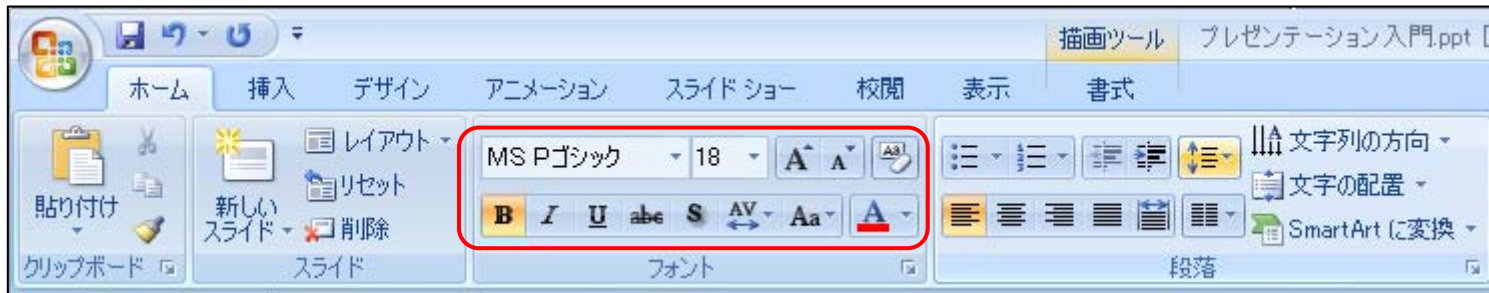 描画ツール プレゼンテーション入門.ppt [
ホーム 挿入 デザイン アニメーション スライド ショー 校閲 表示 書式
貼り付け
新しい
スライド
レイアウト
リセット
削除
MS Pゴシック 18 A A Aa
B I U abc S AV Aa A
文字列の方向
文字の配置
SmartArt に変換
クリップボード スライド フォント 段落